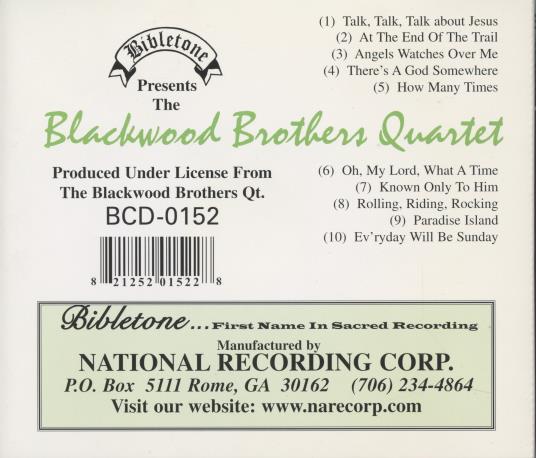 Bibletone
Presents
The
(1) Talk, Talk, Talk about Jesus
(2) At The End Of The Trail
(3) Angels Watches Over Me
(4) There's A God Somewhere
(5) How Many Times
Blackwood Brothers Quartet
Produced Under License From
The Blackwood Brothers Qt.
BCD-0152
8 21252 01522 8
(6) Oh, My Lord, What A Time
(7) Known Only To Him
(8) Rolling, Riding, Rocking
(9) Paradise Island
(10) Ev'ryday Will Be Sunday
Bibletone...First Name In Sacred Recording
Manufactured by
NATIONAL RECORDING CORP.
P.O. Box 5111 Rome, GA 30162 (706) 234-4864
Visit our website: www.narecorp.com